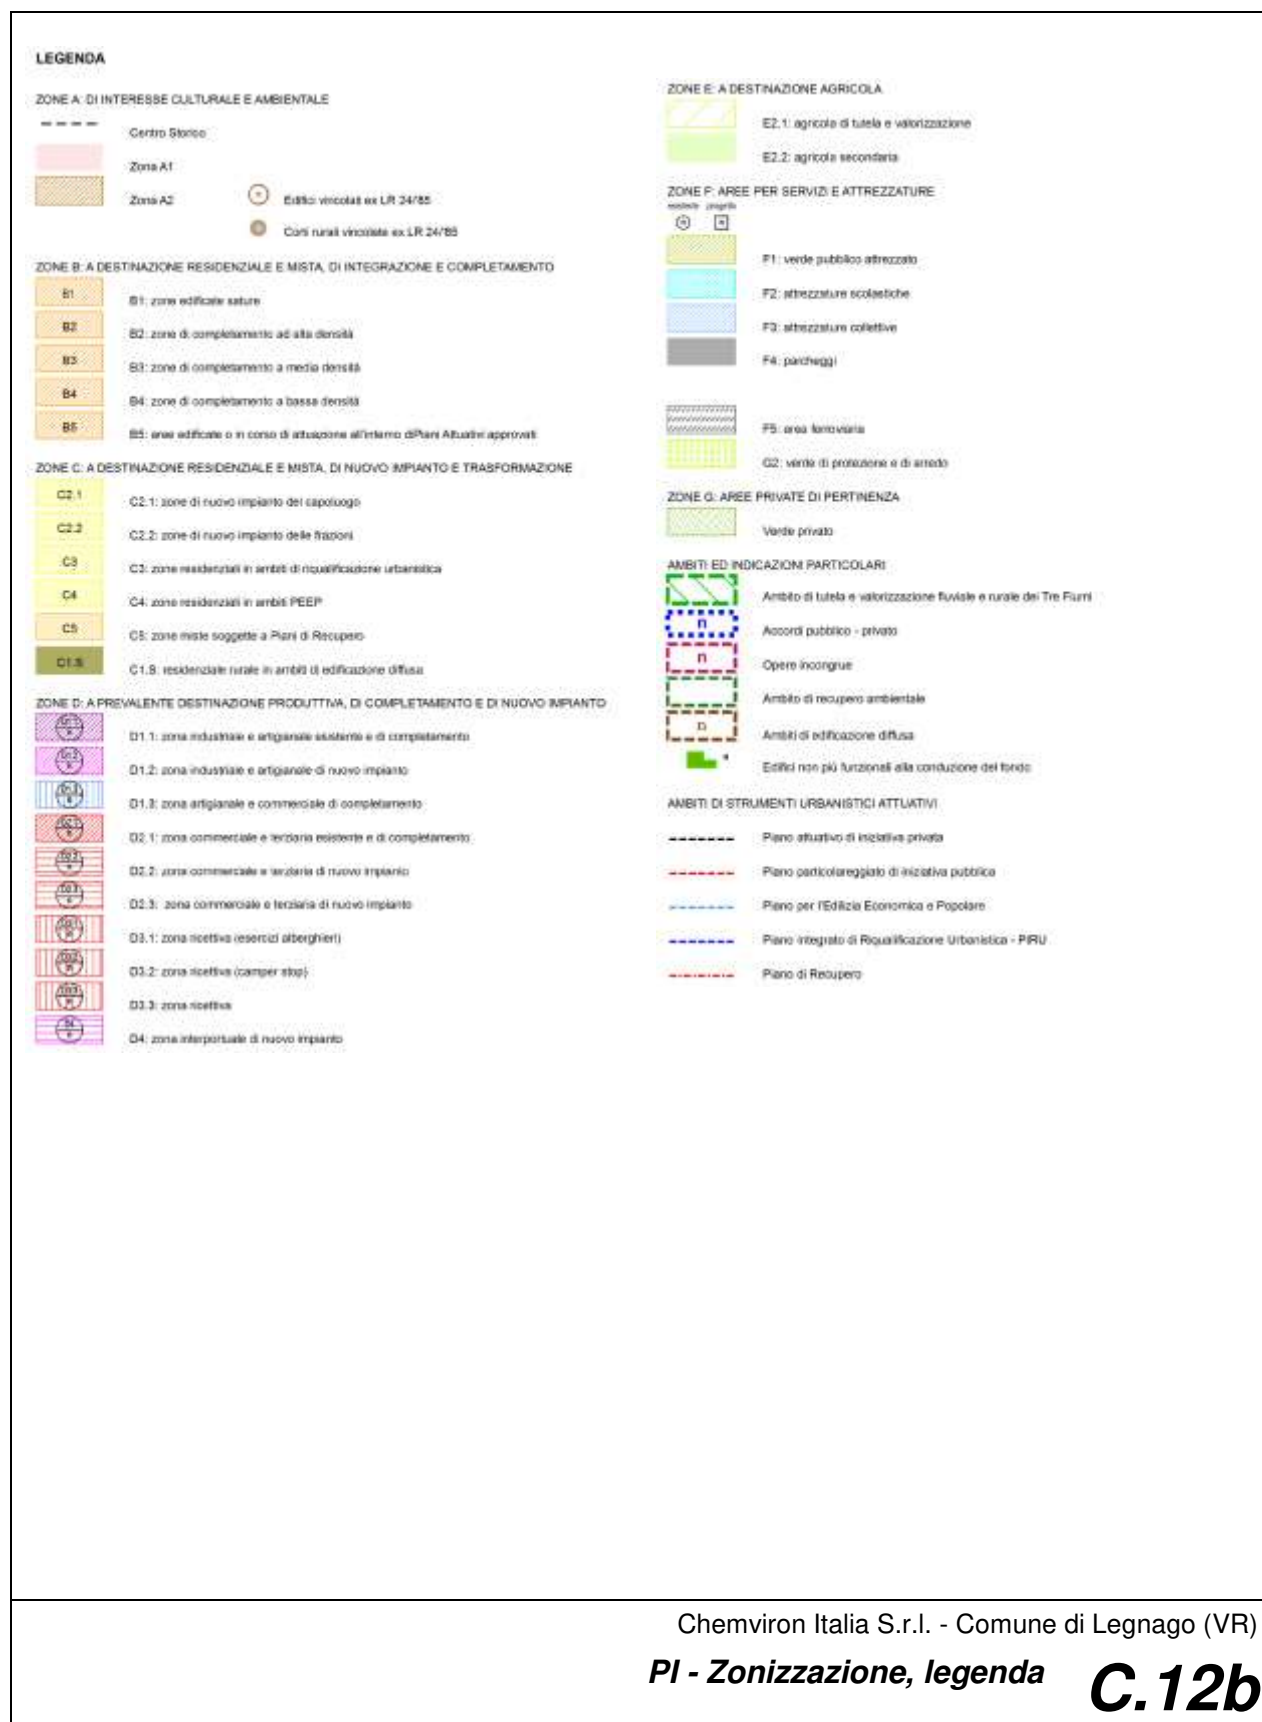 LEGENDA
ZONE A: DI INTERESSE CULTURALE E AMBIENTALE
Centro Storico
Zona A1
Zona A2
Edifici vincolati ex LR 24/'85
Corti rurali vincolate ex LR 24/'85
ZONE B: A DESTINAZIONE RESIDENZIALE E MISTA, DI INTEGRAZIONE E COMPLETAMENTO
B1 B1: zone edificate sature
B2 B2: zone di completamento ad alta densità
B3 B3: zone di completamento a media densità
B4 B4: zone di completamento a bassa densità
B5 B5: aree edificate o in corso di attuazione all'interno diPiani Attuativi approvati
ZONE C: A DESTINAZIONE RESIDENZIALE E MISTA, DI NUOVO IMPIANTO E TRASFORMAZIONE
C2.1 C2.1: zone di nuovo impianto del capoluogo
C2.2 C2.2: zone di nuovo impianto delle frazioni
C3 C3: zone residenziali in ambiti di riqualificazione urbanistica
C4 C4: zone residenziali in ambiti PEEP
C5 C5: zone miste soggette a Piani di Recupero
C1.S C1.S: residenziale rurale in ambiti di edificazione diffusa
ZONE D: A PREVALENTE DESTINAZIONE PRODUTTIVA, DI COMPLETAMENTO E DI NUOVO IMPIANTO
D1.1: zona industriale e artigianale esistente e di completamento
D1.2: zona industriale e artigianale di nuovo impianto
D1.3: zona artigianale e commerciale di completamento
D2.1: zona commerciale e terziaria esistente e di completamento
D2.2: zona commerciale e terziaria di nuovo impianto
D2.3: zona commerciale e terziaria di nuovo impianto
D3.1: zona ricettiva (esercizi alberghieri)
D3.2: zona ricettiva (camper stop)
D3.3: zona ricettiva
D4: zona interportuale di nuovo impianto
ZONE E: A DESTINAZIONE AGRICOLA
E2.1: agricola di tutela e valorizzazione
E2.2: agricola secondaria
ZONE F: AREE PER SERVIZI E ATTREZZATURE
esistente progetto
F1: verde pubblico attrezzato
F2: attrezzature scolastiche
F3: attrezzature collettive
F4: parcheggi
F5: area ferroviaria
G2: verde di protezione e di arredo
ZONE G: AREE PRIVATE DI PERTINENZA
Verde privato
AMBITI ED INDICAZIONI PARTICOLARI
Ambito di tutela e valorizzazione fluviale e rurale dei Tre Fiumi
n Accordi pubblico - privato
n Opere incongrue
Ambito di recupero ambientale
n Ambiti di edificazione diffusa
Edifici non più funzionali alla conduzione del fondo
AMBITI DI STRUMENTI URBANISTICI ATTUATIVI
Piano attuativo di iniziativa privata
Piano particolareggiato di iniziativa pubblica
Piano per l'Edilizia Economica e Popolare
Piano integrato di Riqualificazione Urbanistica - PIRU
Piano di Recupero
Chemviron Italia S.r.l. - Comune di Legnago (VR)
PI - Zonizzazione, legenda C.12b